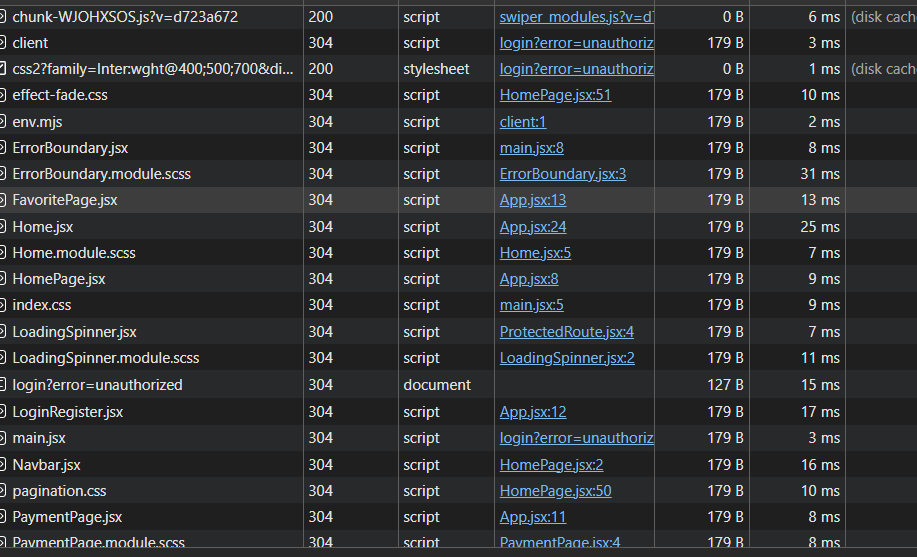 chunk-WJOHXSOS.js?v=d723a672 200 script swiper_modules.js?v=d7 0 B 6 ms (disk cach
client 304 script login?error=unauthoriz 179 B 3 ms
css2?family=Inter:wght@400;500;700&di... 200 stylesheet login?error=unauthoriz 0 B 1 ms (disk cach
effect-fade.css 304 script HomePage.jsx:51 179 B 10 ms
env.mjs 304 script client:1 179 B 2 ms
ErrorBoundary.jsx 304 script main.jsx:8 179 B 8 ms
ErrorBoundary.module.scss 304 script ErrorBoundary.jsx:3 179 B 31 ms
FavoritePage.jsx 304 script App.jsx:13 179 B 13 ms
Home.jsx 304 script App.jsx:24 179 B 25 ms
Home.module.scss 304 script Home.jsx:5 179 B 7 ms
HomePage.jsx 304 script App.jsx:8 179 B 9 ms
index.css 304 script main.jsx:5 179 B 9 ms
LoadingSpinner.jsx 304 script ProtectedRoute.jsx:4 179 B 7 ms
LoadingSpinner.module.scss 304 script LoadingSpinner.jsx:2 179 B 11 ms
login?error=unauthorized 304 document 127 B 15 ms
LoginRegister.jsx 304 script App.jsx:12 179 B 17 ms
main.jsx 304 script login?error=unauthoriz 179 B 3 ms
Navbar.jsx 304 script HomePage.jsx:2 179 B 16 ms
pagination.css 304 script HomePage.jsx:50 179 B 10 ms
PaymentPage.jsx 304 script App.jsx:11 179 B 8 ms
PaymentPage.module.scss 304 script PaymentPage.jsx:4 179 B 8 ms